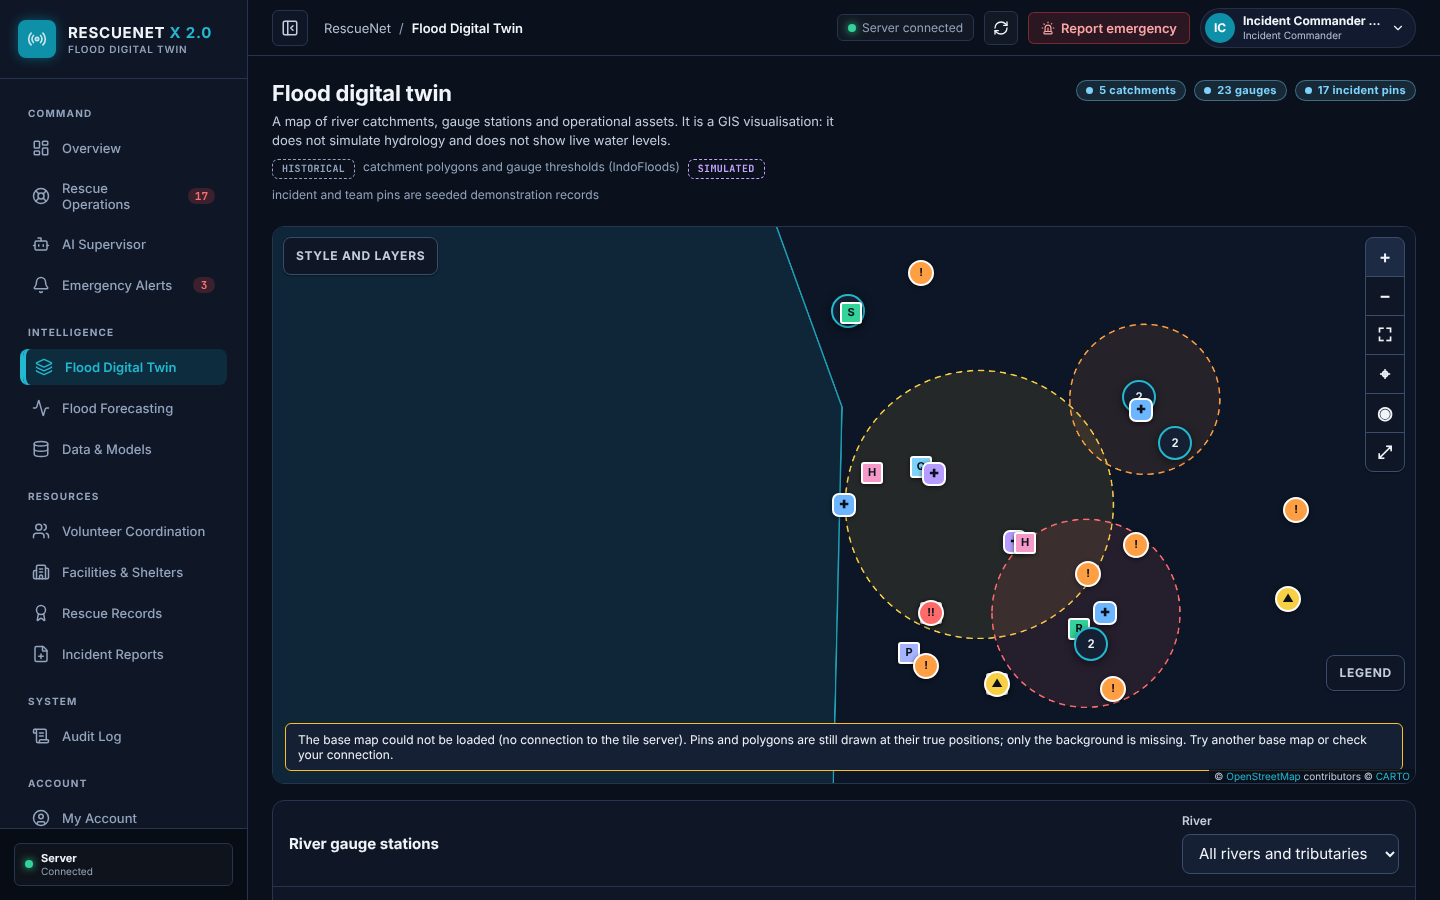 RESCUENET X 2.0
FLOOD DIGITAL TWIN
COMMAND
Overview
Rescue
Operations
17
AI Supervisor
Emergency Alerts
3
INTELLIGENCE
Flood Digital Twin
Flood Forecasting
Data & Models
RESOURCES
Volunteer Coordination
Facilities & Shelters
Rescue Records
Incident Reports
SYSTEM
Audit Log
ACCOUNT
My Account
Server
Connected
RescueNet / Flood Digital Twin
Server connected
Report emergency
IC
Incident Commander ...
Incident Commander
Flood digital twin
5 catchments
23 gauges
17 incident pins
A map of river catchments, gauge stations and operational assets. It is a GIS visualisation: it
does not simulate hydrology and does not show live water levels.
HISTORICAL catchment polygons and gauge thresholds (IndoFloods) SIMULATED
incident and team pins are seeded demonstration records
STYLE AND LAYERS
!
S
2
2
H
!
H
!
!
!!
R
2
P
!
!
LEGEND
The base map could not be loaded (no connection to the tile server). Pins and polygons are still drawn at their true positions; only the background is missing. Try another base map or check
your connection.
© OpenStreetMap contributors © CARTO
River gauge stations
River
All rivers and tributaries